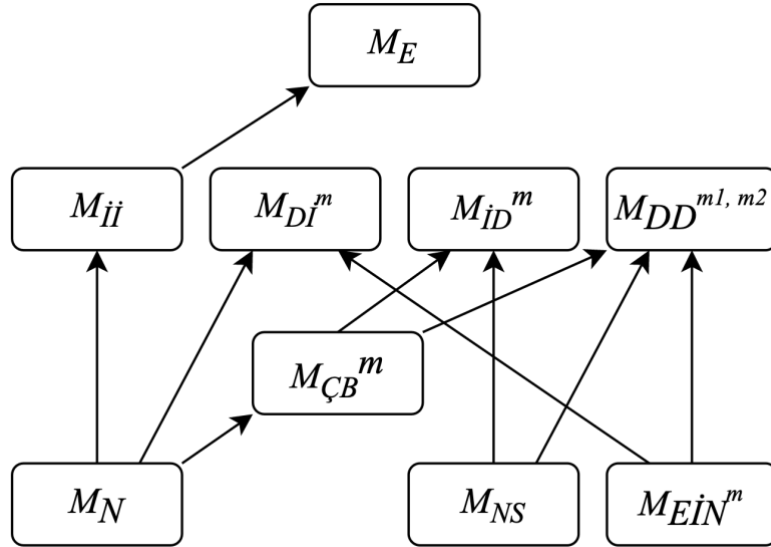 M_E
M_İİ M_Dİ^m M_İD^m M_DD^m1, m2
M_ÇB^m
M_N M_NS M_EİN^m